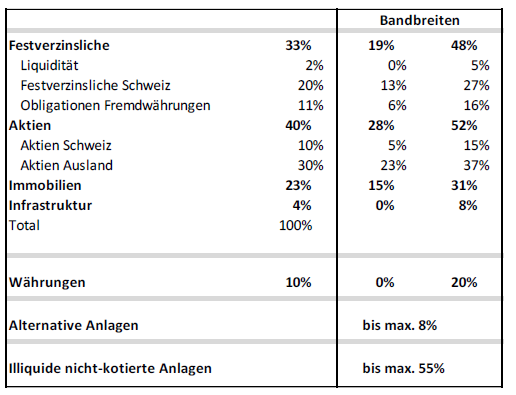 Bandbreiten
Festverzinsliche 33% 19% 48%
Liquidität 2% 0% 5%
Festverzinsliche Schweiz 20% 13% 27%
Obligationen Fremdwährungen 11% 6% 16%
Aktien 40% 28% 52%
Aktien Schweiz 10% 5% 15%
Aktien Ausland 30% 23% 37%
Immobilien 23% 15% 31%
Infrastruktur 4% 0% 8%
Total 100%
Währungen 10% 0% 20%
Alternative Anlagen bis max. 8%
Illiquide nicht-kotierte Anlagen bis max. 55%